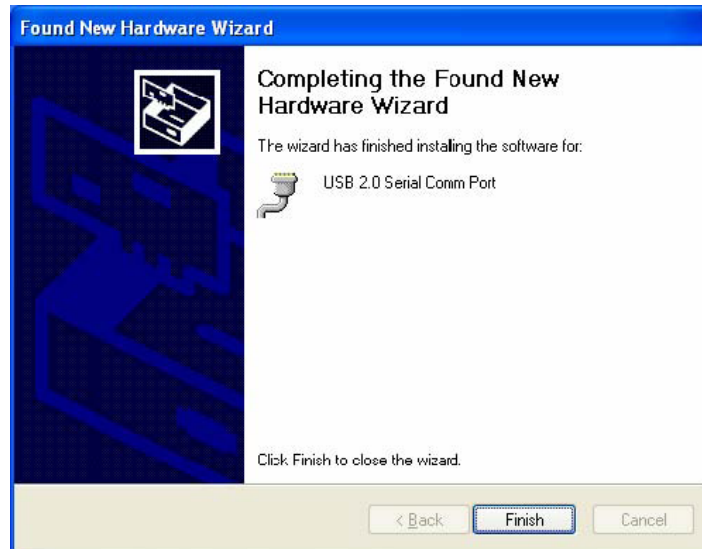 Found New Hardware Wizard
Completing the Found New
Hardware Wizard
The wizard has finished installing the software for:
USB 2.0 Serial Comm Port
Click Finish to close the wizard.
< Back
Finish
Cancel